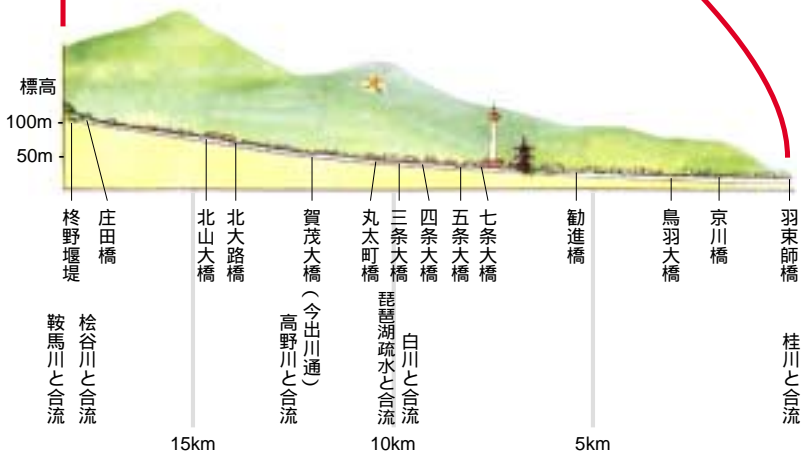 標高
100m
50m
大
柊野堰堤
庄田橋
北山大橋
北大路橋
賀茂大橋(今出川通)
丸太町橋
三条大橋
四条大橋
五条大橋
七条大橋
勧進橋
鳥羽大橋
京川橋
羽束師橋
鞍馬川と合流
桧谷川と合流
高野川と合流
琵琶湖疏水と合流
白川と合流
桂川と合流
15km
10km
5km